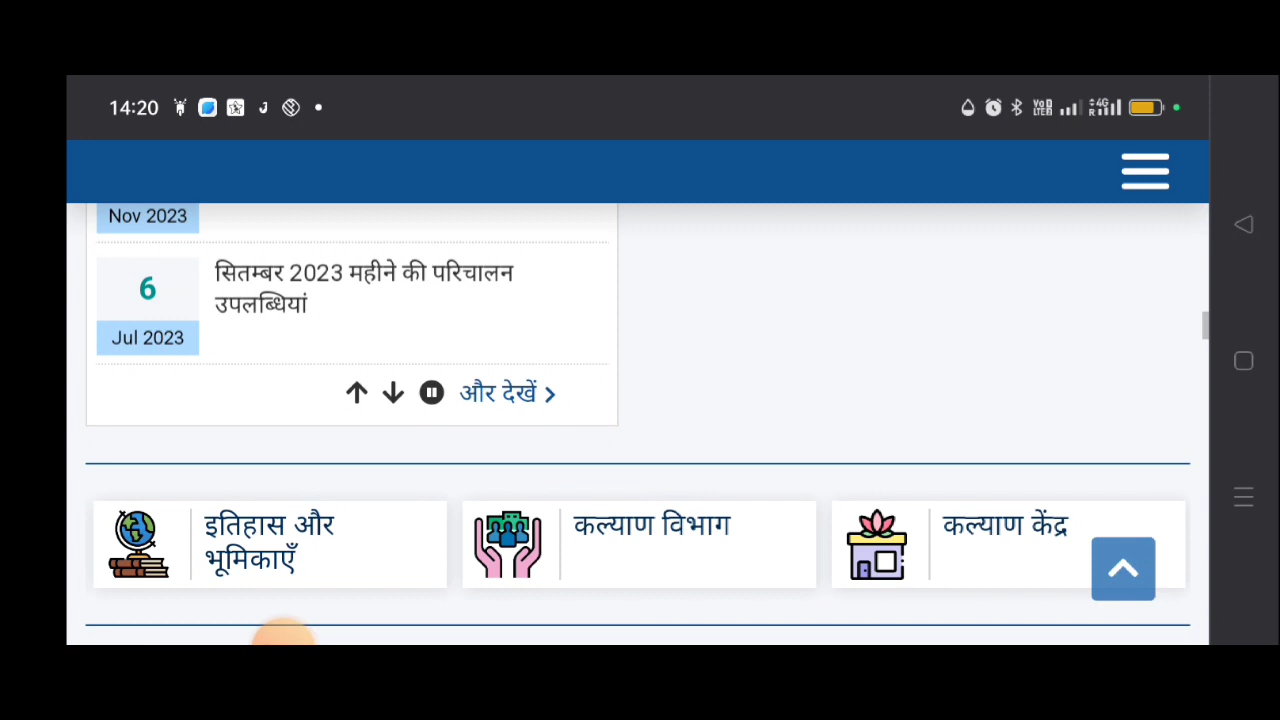 14:20
Nov 2023
6
Jul 2023
सितम्बर 2023 महीने की परिचालन
उपलब्धियां
और देखें
इतिहास और
भूमिकाएँ
कल्याण विभाग
कल्याण केंद्र